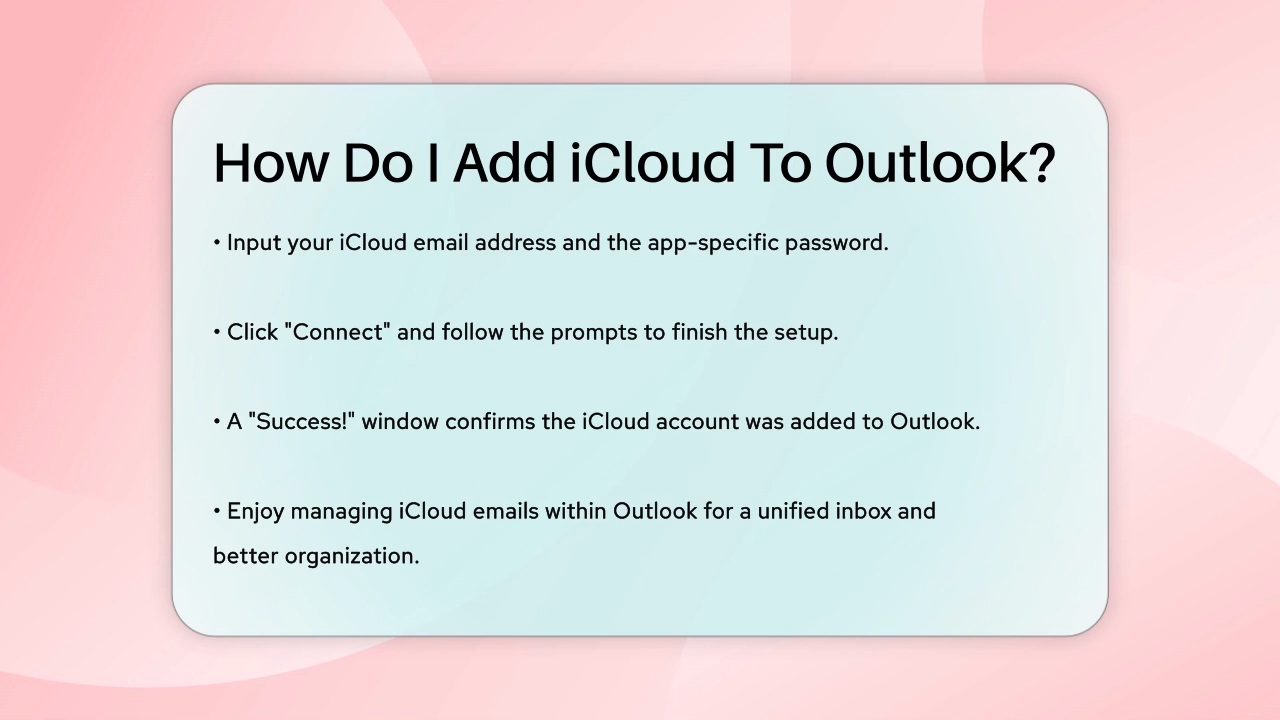 How Do I Add iCloud To Outlook?
• Input your iCloud email address and the app-specific password.
• Click "Connect" and follow the prompts to finish the setup.
• A "Success!" window confirms the iCloud account was added to Outlook.
• Enjoy managing iCloud emails within Outlook for a unified inbox and
better organization.